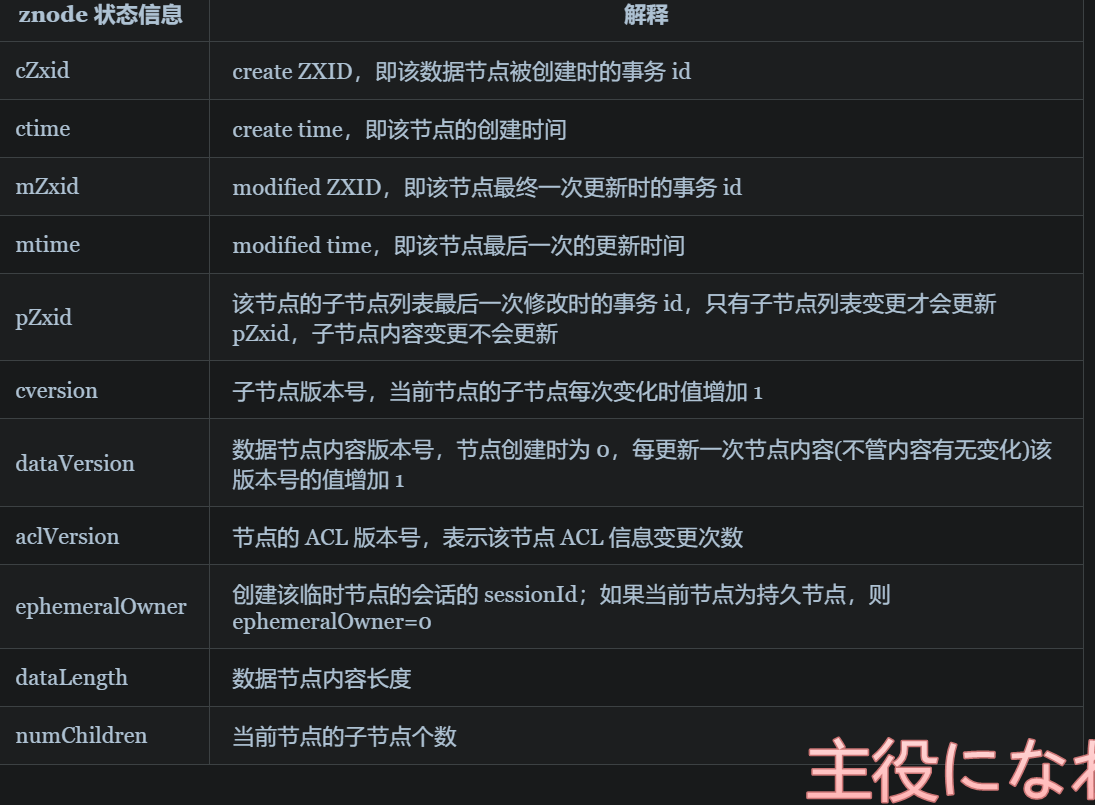 znode 状态信息 解释
cZxid create ZXID，即该数据节点被创建时的事务 id
ctime create time，即该节点的创建时间
mZxid modified ZXID，即该节点最终一次更新时的事务 id
mtime modified time，即该节点最后一次的更新时间
pZxid 该节点的子节点列表最后一次修改时的事务 id，只有子节点列表变更才会更新
pZxid，子节点内容变更不会更新
cversion 子节点版本号，当前节点的子节点每次变化时值增加 1
dataVersion 数据节点内容版本号，节点创建时为 0，每更新一次节点内容(不管内容有无变化)该
版本号的值增加 1
aclVersion 节点的 ACL 版本号，表示该节点 ACL 信息变更次数
ephemeralOwner 创建该临时节点的会话的 sessionId；如果当前节点为持久节点，则
ephemeralOwner=0
dataLength 数据节点内容长度
numChildren 当前节点的子节点个数
主役にな